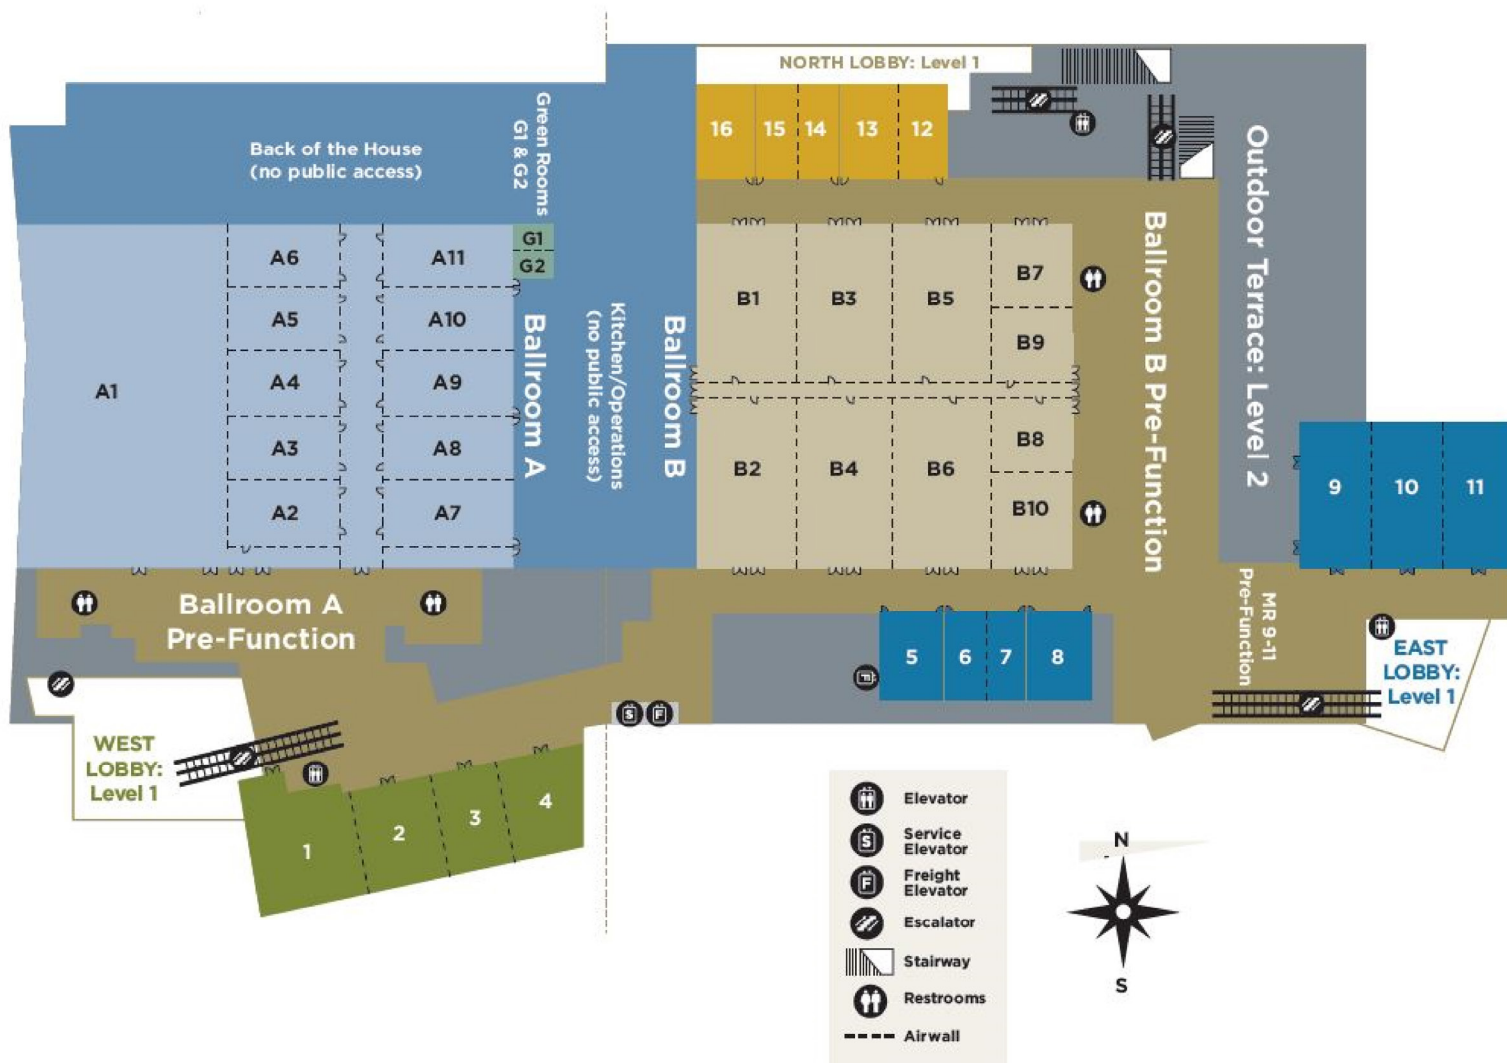 NORTH LOBBY: Level 1
16
15
14
13
12
Back of the House
(no public access)
Green Rooms
G1 & G2
G1
G2
A1
A6
A5
A4
A3
A2
A11
A10
A9
A8
A7
Ballroom A
Kitchen/Operations
(no public access)
Ballroom B
B1
B3
B5
B7
B9
B2
B4
B6
B8
B10
Ballroom B Pre-Function
Outdoor Terrace: Level 2
9
10
11
Ballroom A
Pre-Function
MR 9-11
Pre-Function
5
6
7
8
F
EAST
LOBBY:
Level 1
S
F
WEST
LOBBY:
Level 1
1
2
3
4
Elevator
S
Service
Elevator
F
Freight
Elevator
Escalator
Stairway
Restrooms
Airwall
N
S